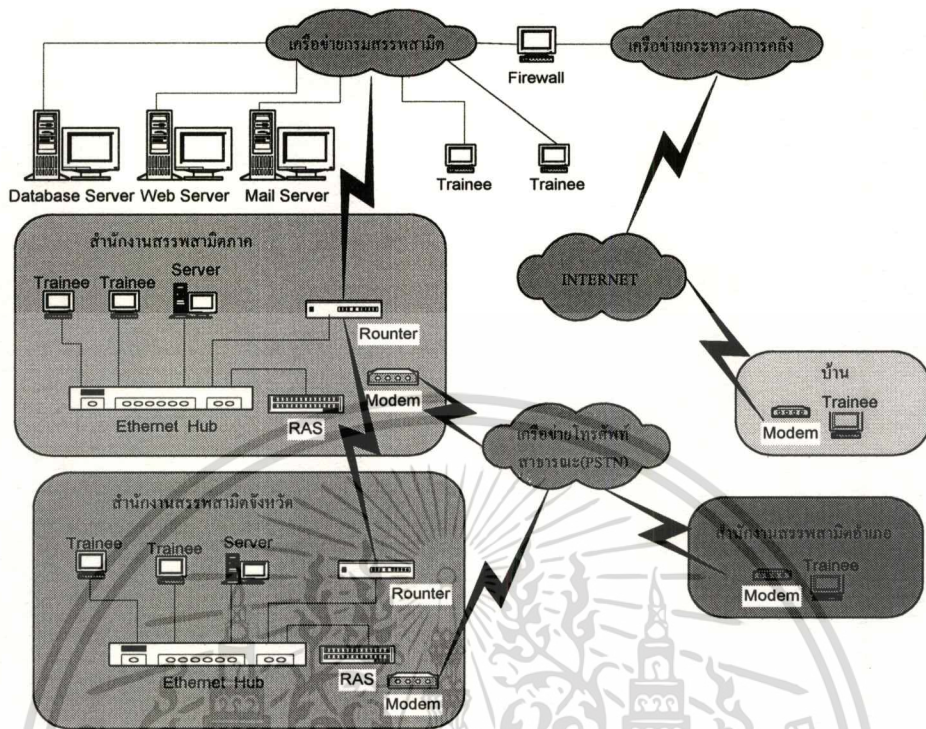 เครือข่ายกรมสรรพสามิต
Firewall
เครือข่ายกระทรวงการคลัง
Database Server
Web Server
Mail Server
Trainee
Trainee
สำนักงานสรรพสามิตภาค
Trainee
Trainee
Server
Rounter
Ethernet Hub
RAS
Modem
INTERNET
บ้าน
Trainee
Modem
เครือข่ายโทรศัพท์
สาธารณะ(PSTN)
สำนักงานสรรพสามิตจังหวัด
Trainee
Trainee
Server
Rounter
Ethernet Hub
RAS
Modem
สำนักงานสรรพสามิตอำเภอ
Trainee
Modem